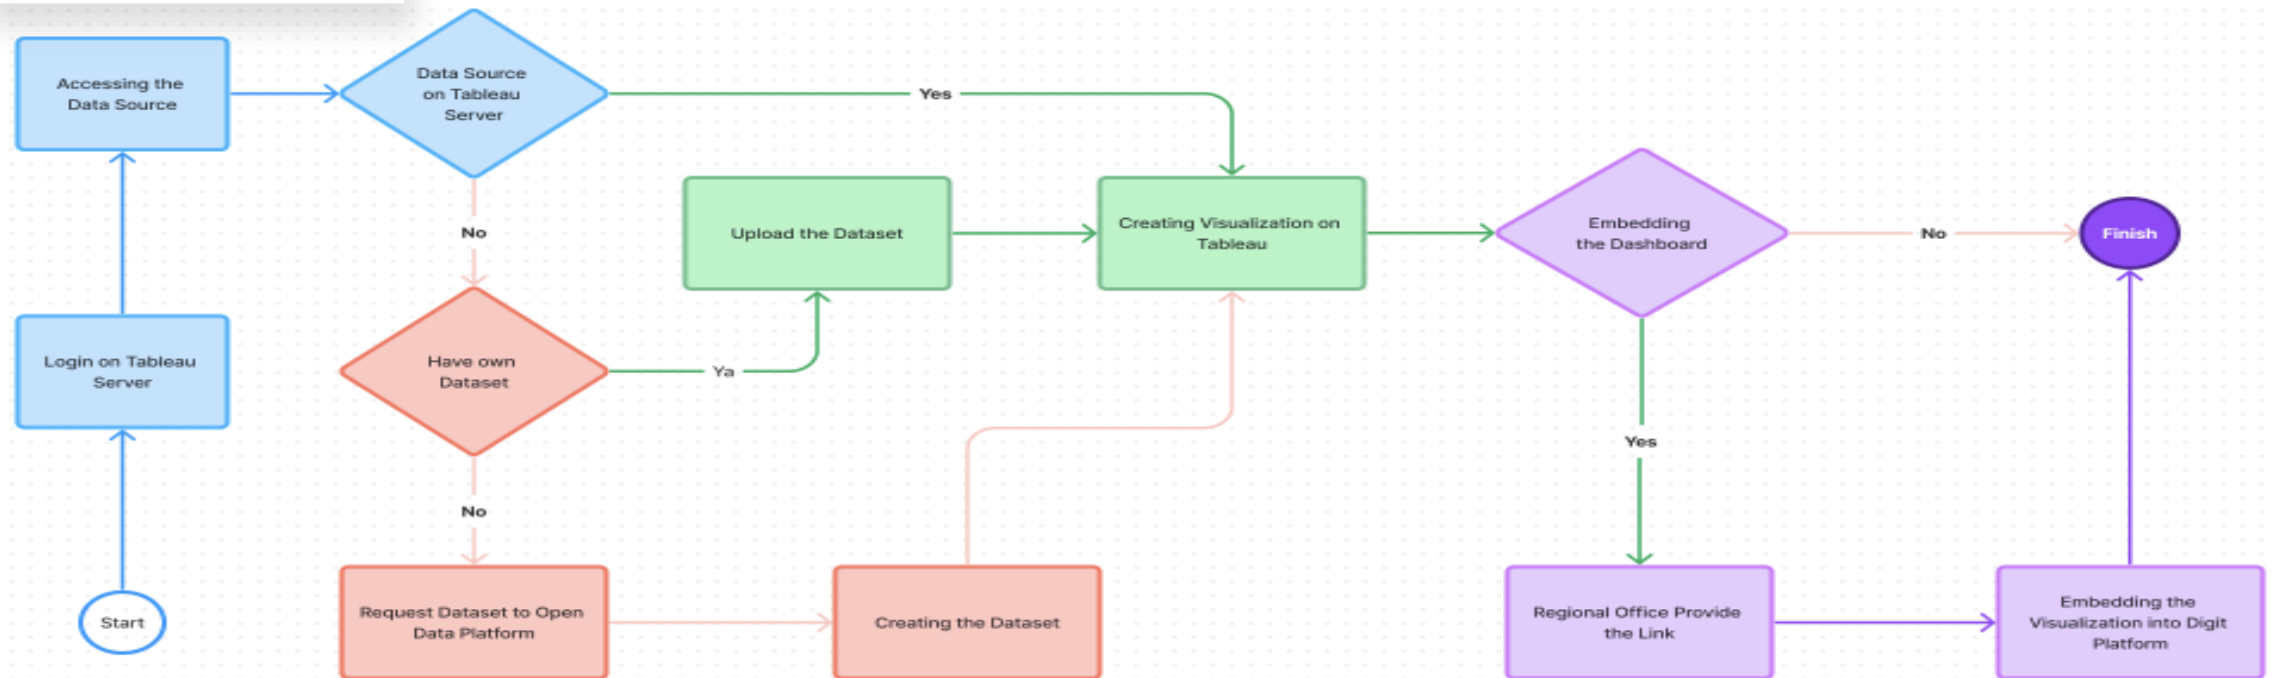 Accessing the
Data Source
Data Source
on Tableau
Server
Yes
No
Upload the Dataset
Creating Visualization on
Tableau
Embedding
the Dashboard
No
Finish
Login on Tableau
Server
Have own
Dataset
Ya
Yes
No
Start
Request Dataset to Open
Data Platform
Creating the Dataset
Regional Office Provide
the Link
Embedding the
Visualization into Digit
Platform